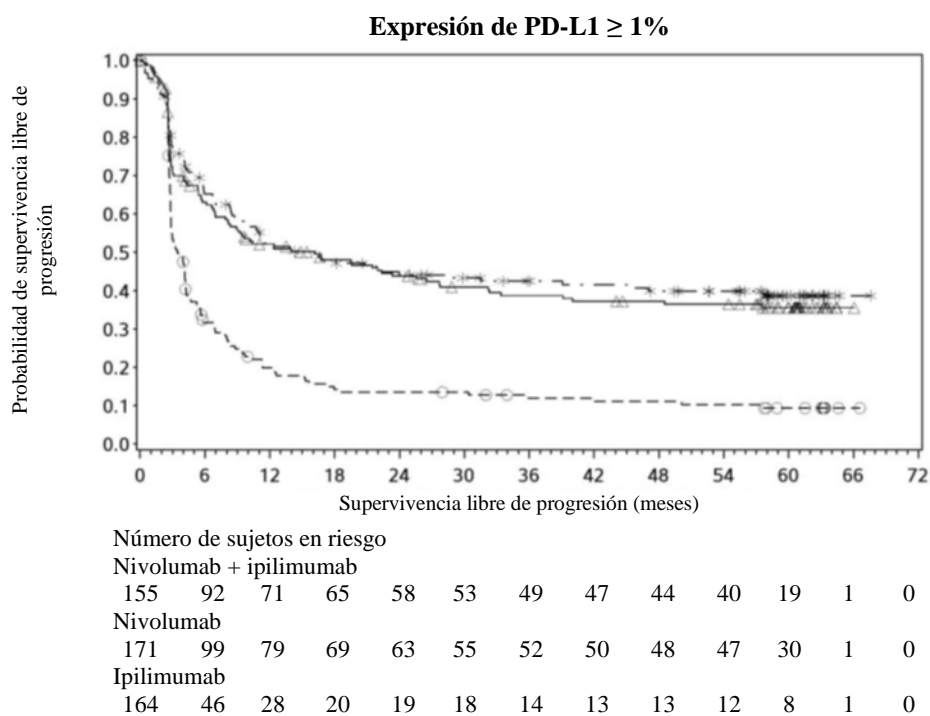 Expresión de PD-L1 ≥ 1%
Probabilidad de supervivencia libre de
progresión
1.0
0.9
0.8
0.7
0.6
0.5
0.4
0.3
0.2
0.1
0.0
0 6 12 18 24 30 36 42 48 54 60 66 72
Supervivencia libre de progresión (meses)
Número de sujetos en riesgo
Nivolumab + ipilimumab
155 92 71 65 58 53 49 47 44 40 19 1 0
Nivolumab
171 99 79 69 63 55 52 50 48 47 30 1 0
Ipilimumab
164 46 28 20 19 18 14 13 13 12 8 1 0